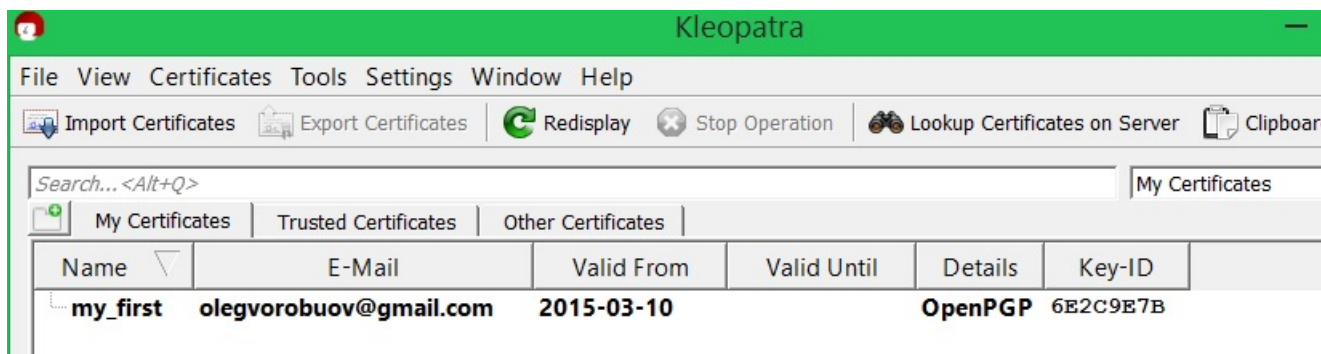 Kleopatra
File View Certificates Tools Settings Window Help
Import Certificates Export Certificates Redisplay Stop Operation Lookup Certificates on Server Clipboar
Search...<Alt+Q> My Certificates
My Certificates Trusted Certificates Other Certificates
Name E-Mail Valid From Valid Until Details Key-ID
my_first olegvorobuov@gmail.com 2015-03-10 OpenPGP 6E2C9E7B